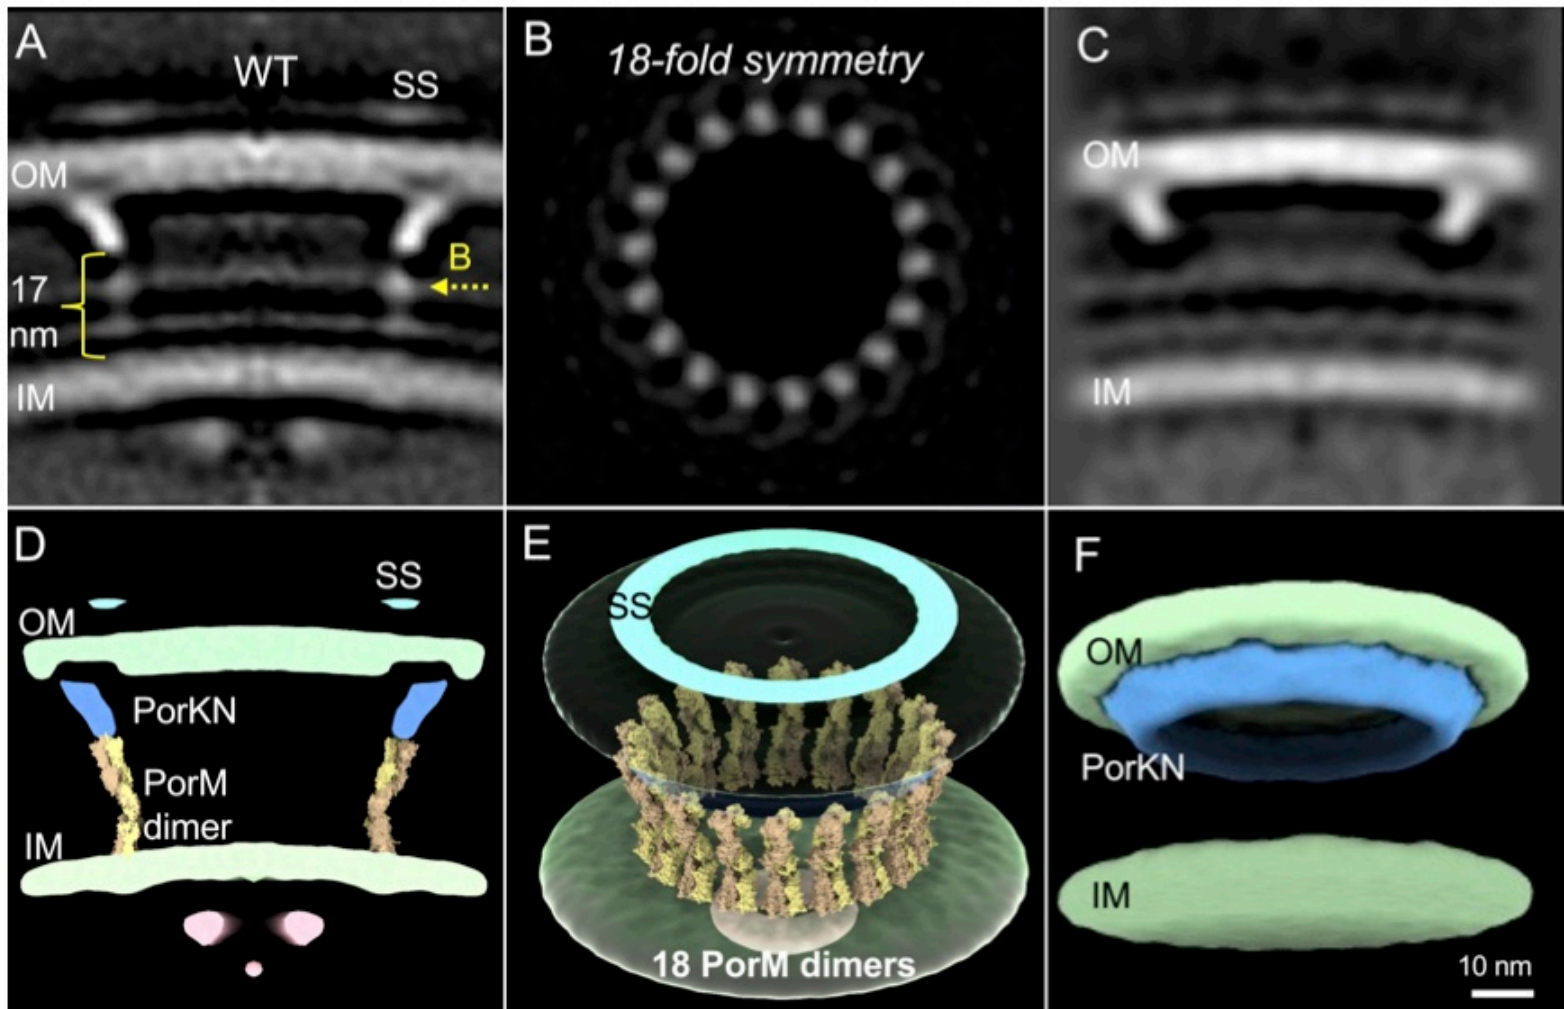 A
WT
SS
OM
B
17
nm
IM
B
18-fold symmetry
C
OM
IM
D
SS
OM
PorKN
PorM
dimer
IM
E
SS
18 PorM dimers
F
OM
PorKN
IM
10 nm